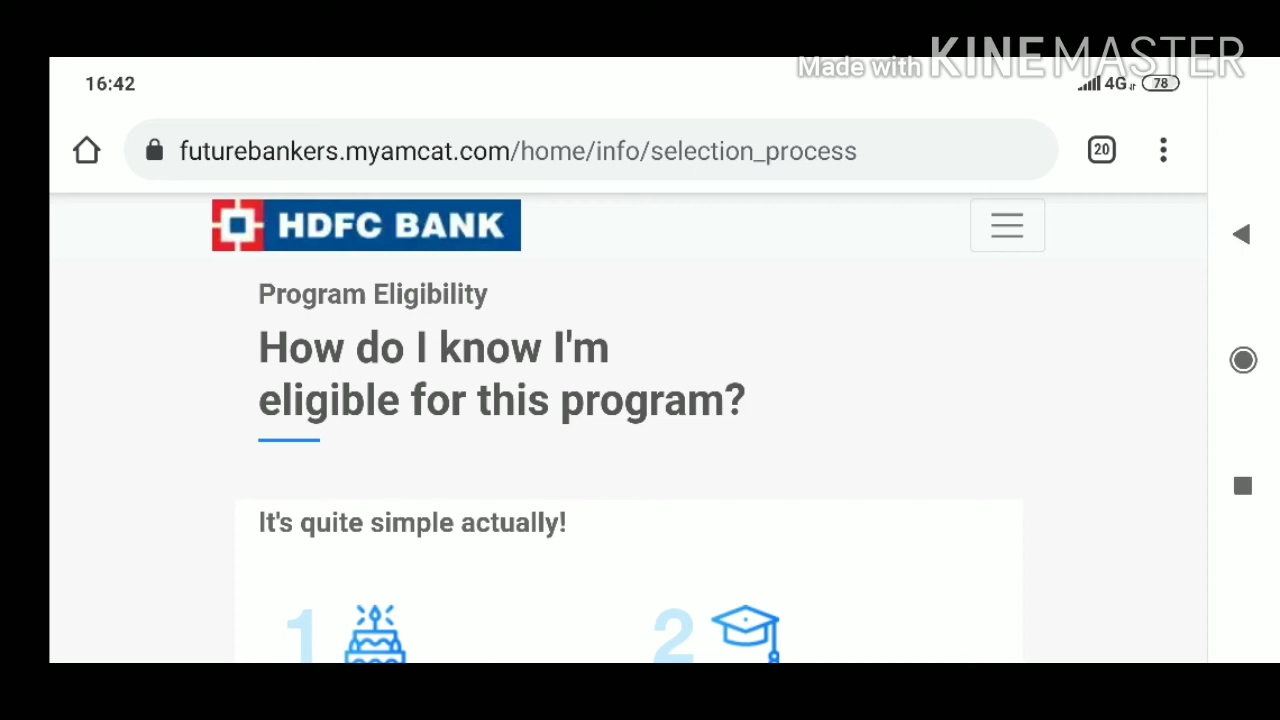 Made with KINEMASTER
16:42
4G
78
futurebankers.myamcat.com/home/info/selection_process
20
HDFC BANK
Program Eligibility
How do I know I'm
eligible for this program?
It's quite simple actually!
1
2